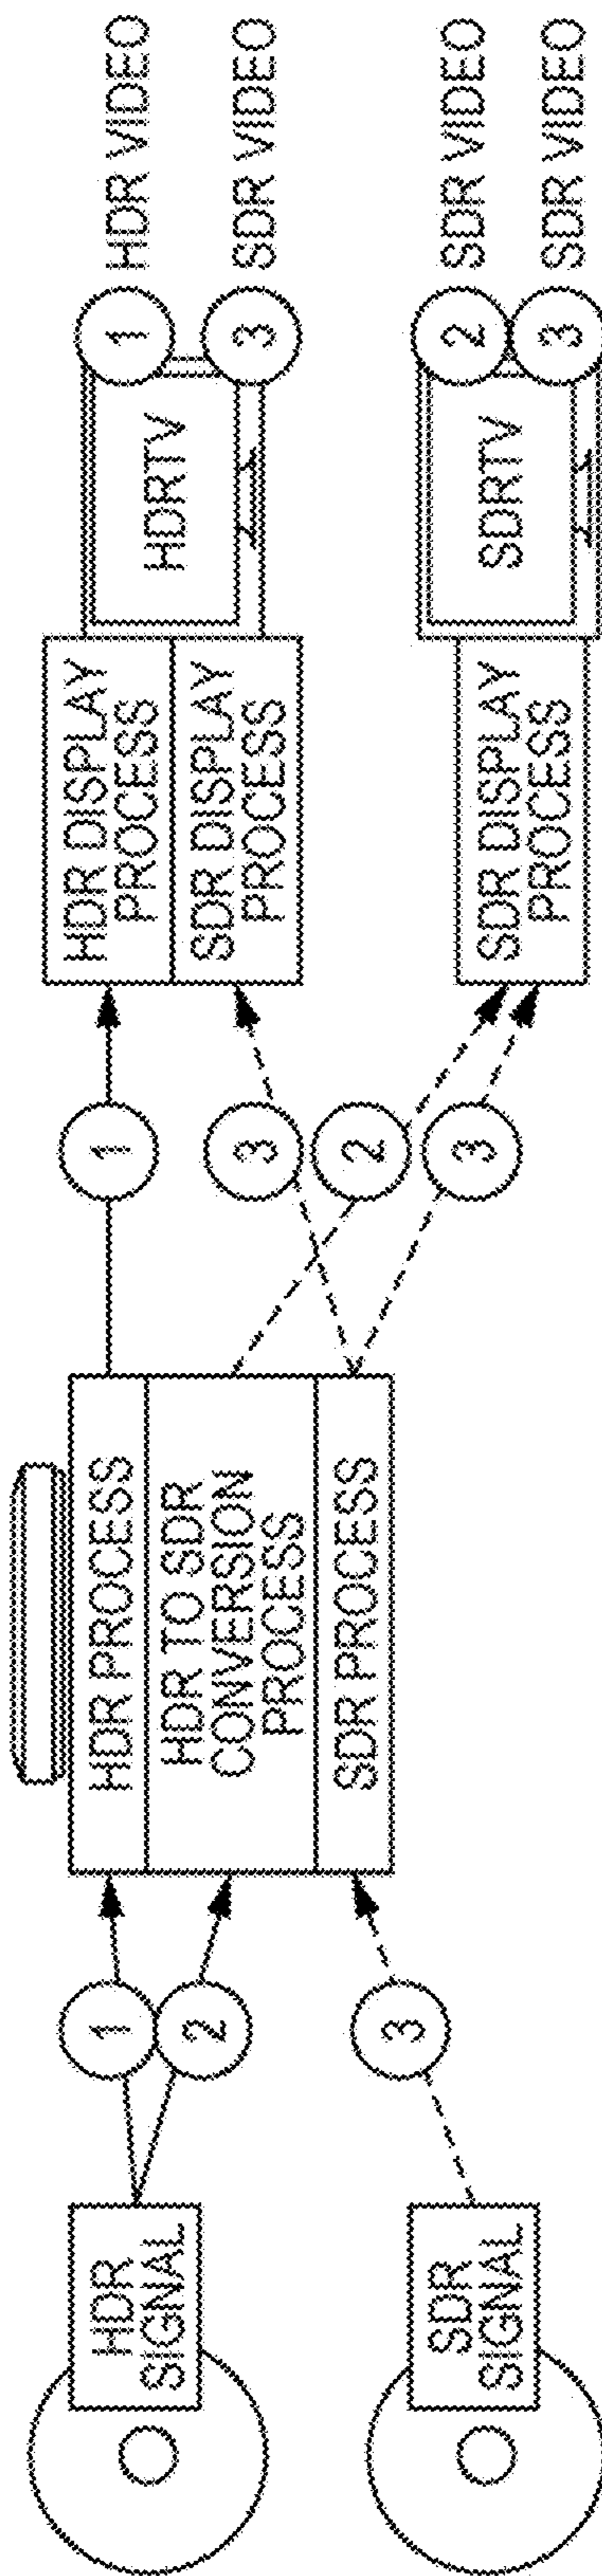 HDR
SIGNAL
SDR
SIGNAL
1
2
3
HDR PROCESS
HDR TO SDR
CONVERSION
PROCESS
SDR PROCESS
1
3
2
3
HDR DISPLAY
PROCESS
SDR DISPLAY
PROCESS
SDR DISPLAY
PROCESS
HDRTV
SDRTV
1
HDR VIDEO
3
SDR VIDEO
2
SDR VIDEO
3
SDR VIDEO